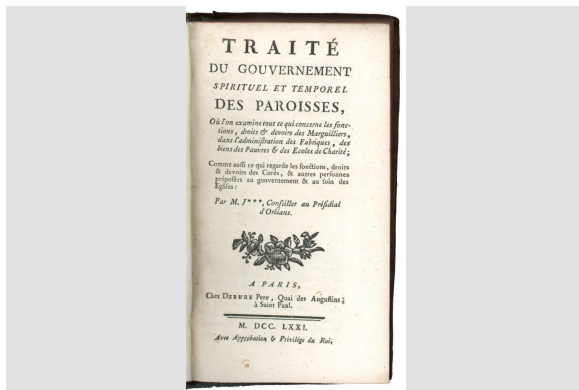 TRAITÉ
DU GOUVERNEMENT
SPIRITUEL ET TEMPOREL
DES PAROISSES,
Où l'on examine tout ce qui concerne les fonc-
tions, droits & devoirs des Marguilliers,
dans l'administration des Fabriques, des
biens des Pauvres & des Ecoles de Charité;
Comme aussi ce qui regarde les fonctions, droits
& devoirs des Curés, & autres personnes
préposées au gouvernement & au soin des
Eglises:
Par M. J***, Conseiller au Présidial
d'Orléans.
A PARIS,
Chez DEBURE Pere, Quai des Augustins;
à Saint Paul.
M. DCC. LXXI.
Avec Approbation & Privilége du Roi.